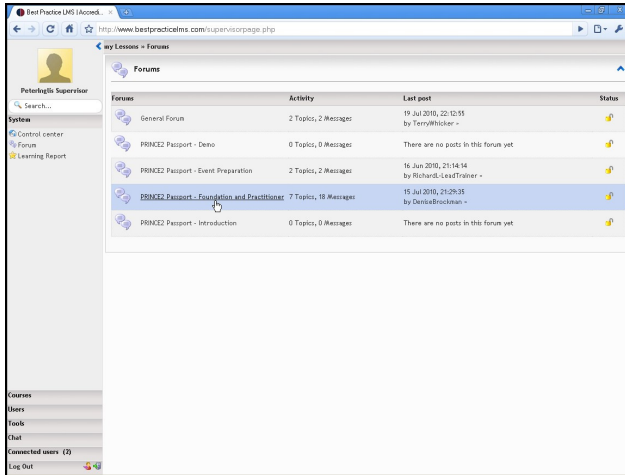 Best Practice LMS | Accredi...
http://www.bestpracticelms.com/supervisorpage.php
my Lessons » Forums
Forums
PeterInglis Supervisor
Search...
System
Control center
Forum
Learning Report
Forums Activity Last post Status
General Forum 2 Topics, 2 Messages 19 Jul 2010, 22:12:55
by TerryWhicker »
PRINCE2 Passport - Demo 0 Topics, 0 Messages There are no posts in this forum yet
PRINCE2 Passport - Event Preparation 2 Topics, 2 Messages 16 Jun 2010, 21:14:14
by RichardL-LeadTrainer »
PRINCE2 Passport - Foundation and Practitioner 7 Topics, 18 Messages 15 Jul 2010, 21:29:35
by DeniseBrockman »
PRINCE2 Passport - Introduction 0 Topics, 0 Messages There are no posts in this forum yet
Courses
Users
Tools
Chat
Connected users (2)
Log Out